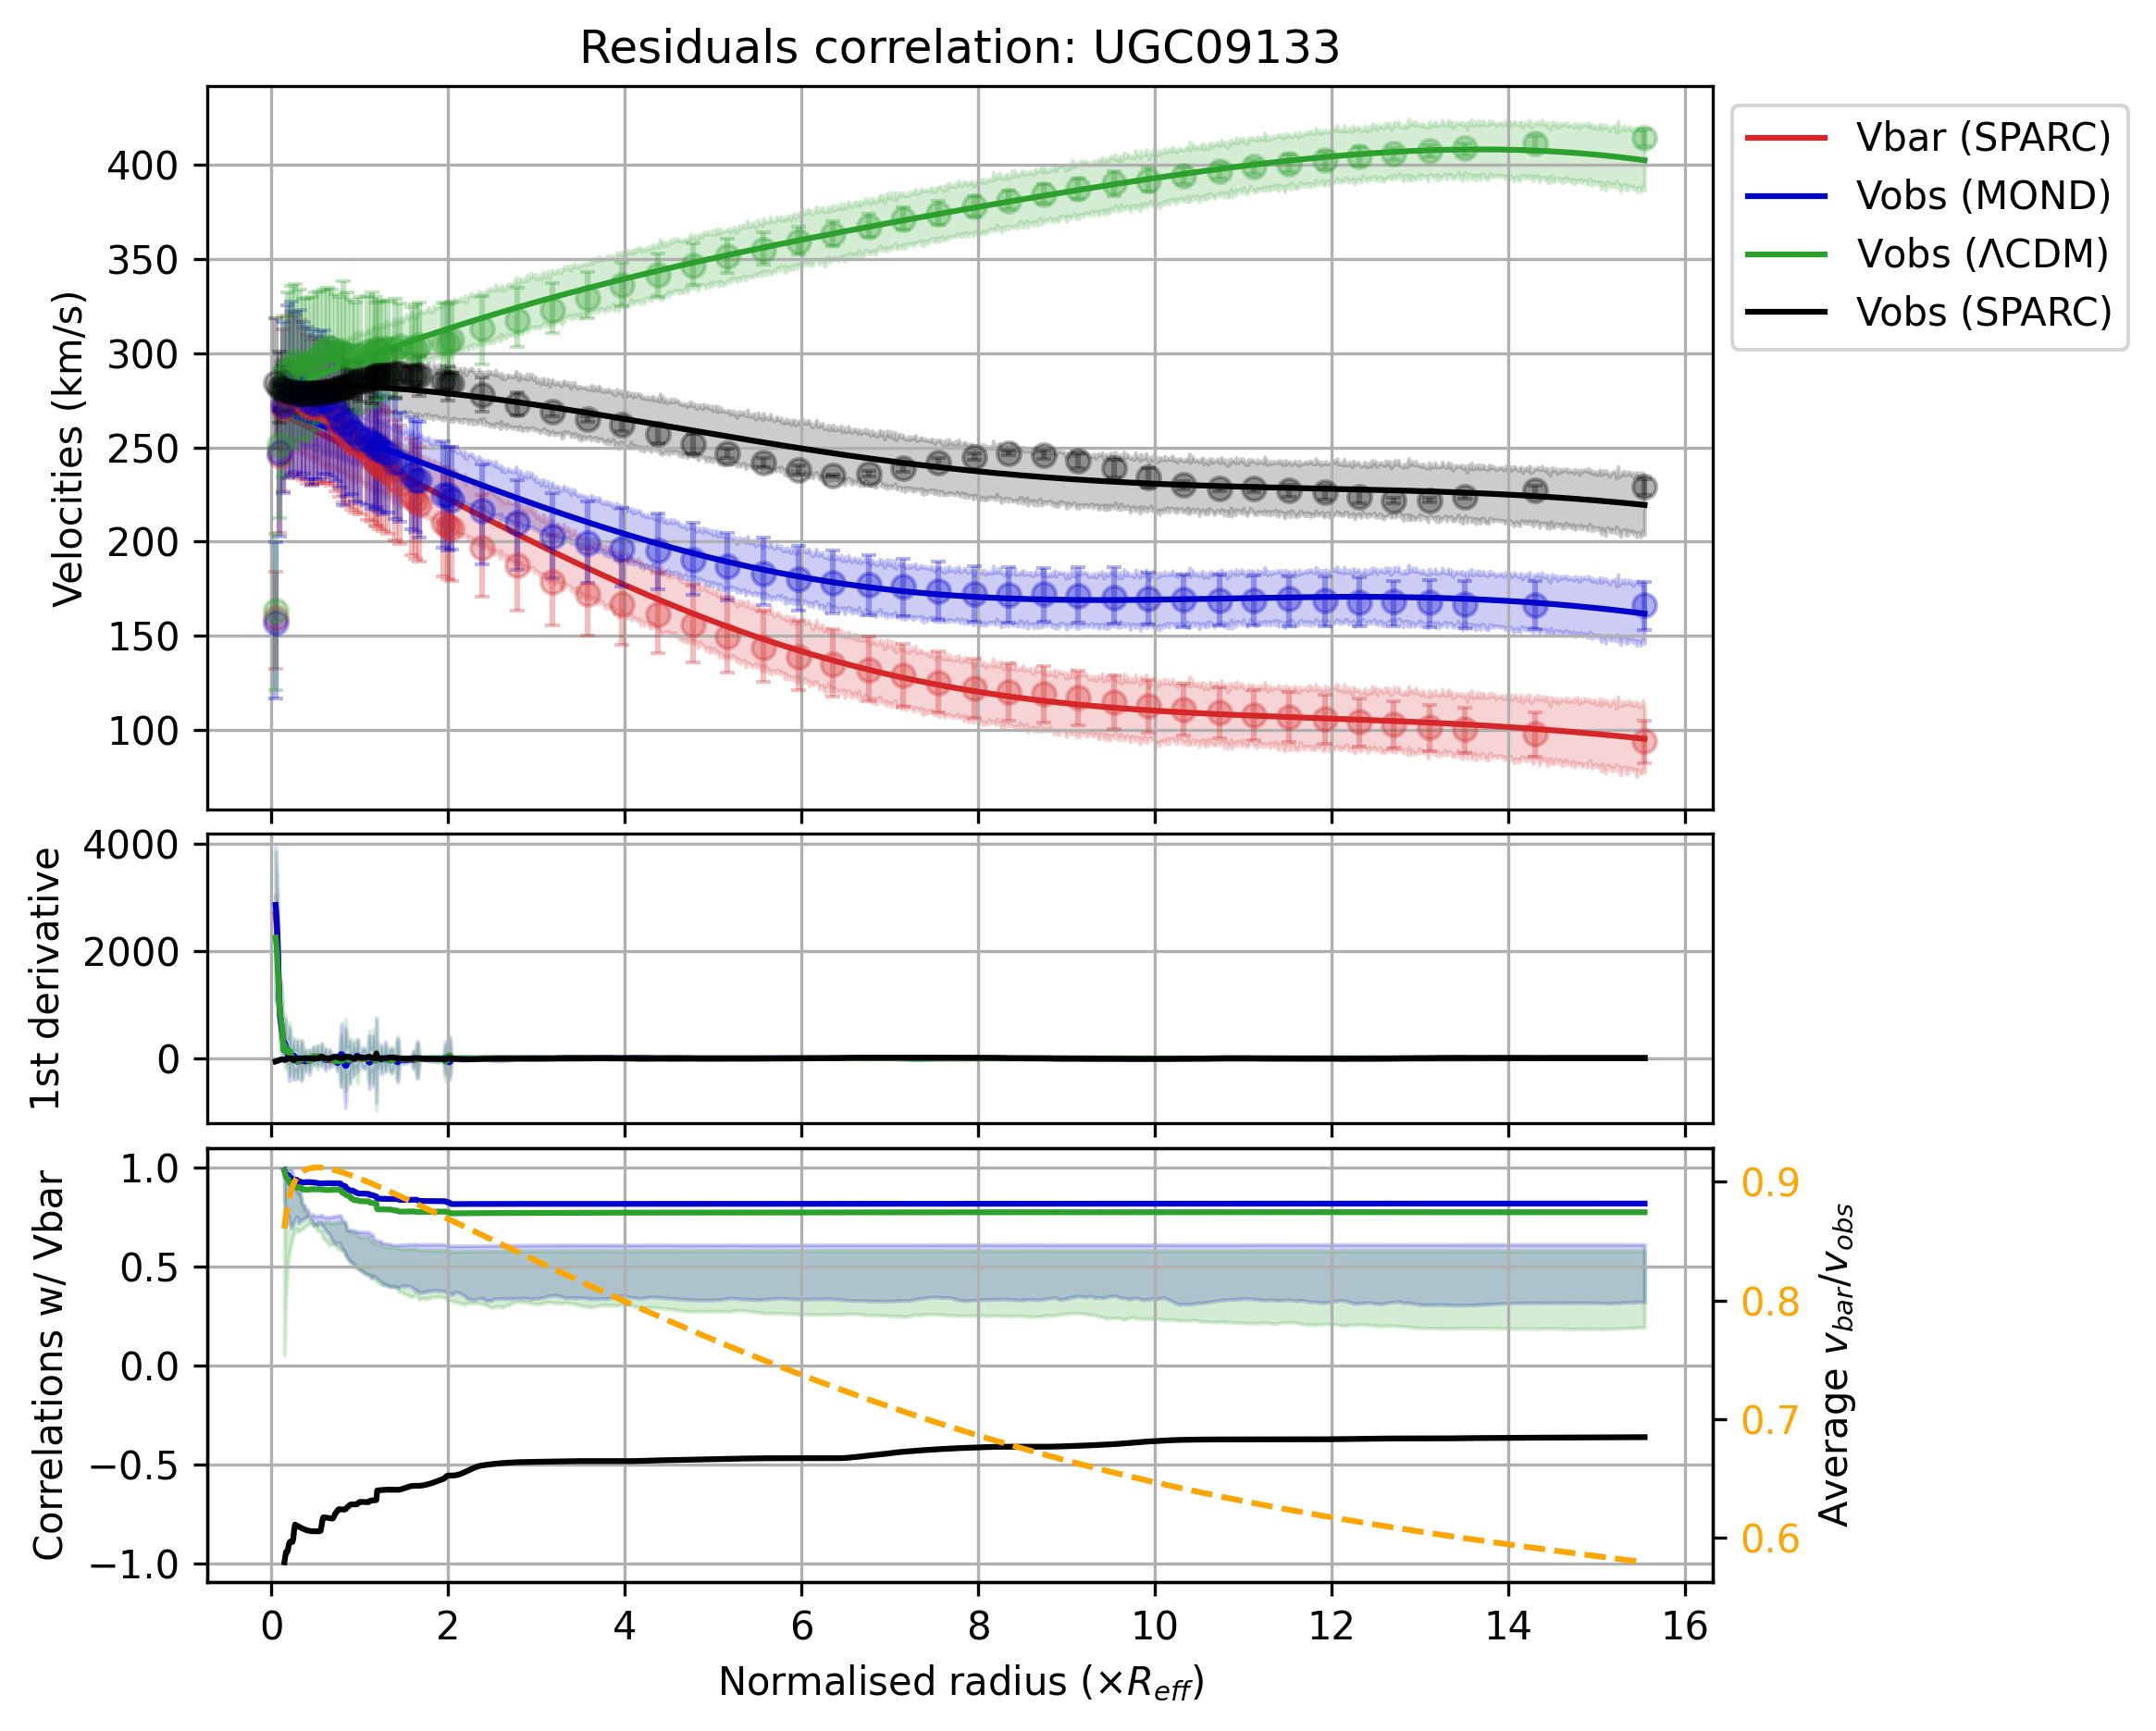 Residuals correlation: UGC09133
Velocities (km/s)
400
350
300
250
200
150
100
Vbar (SPARC)
Vobs (MOND)
Vobs (ΛCDM)
Vobs (SPARC)
1st derivative
4000
2000
0
Correlations w/ Vbar
1.0
0.5
0.0
−0.5
−1.0
0.9
0.8
0.7
0.6
Average v_bar/v_obs
0 2 4 6 8 10 12 14 16
Normalised radius (×R_eff)